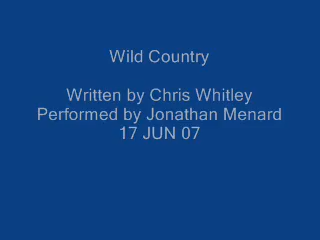 Wild Country
Written by Chris Whitley
Performed by Jonathan Menard
17 JUN 07